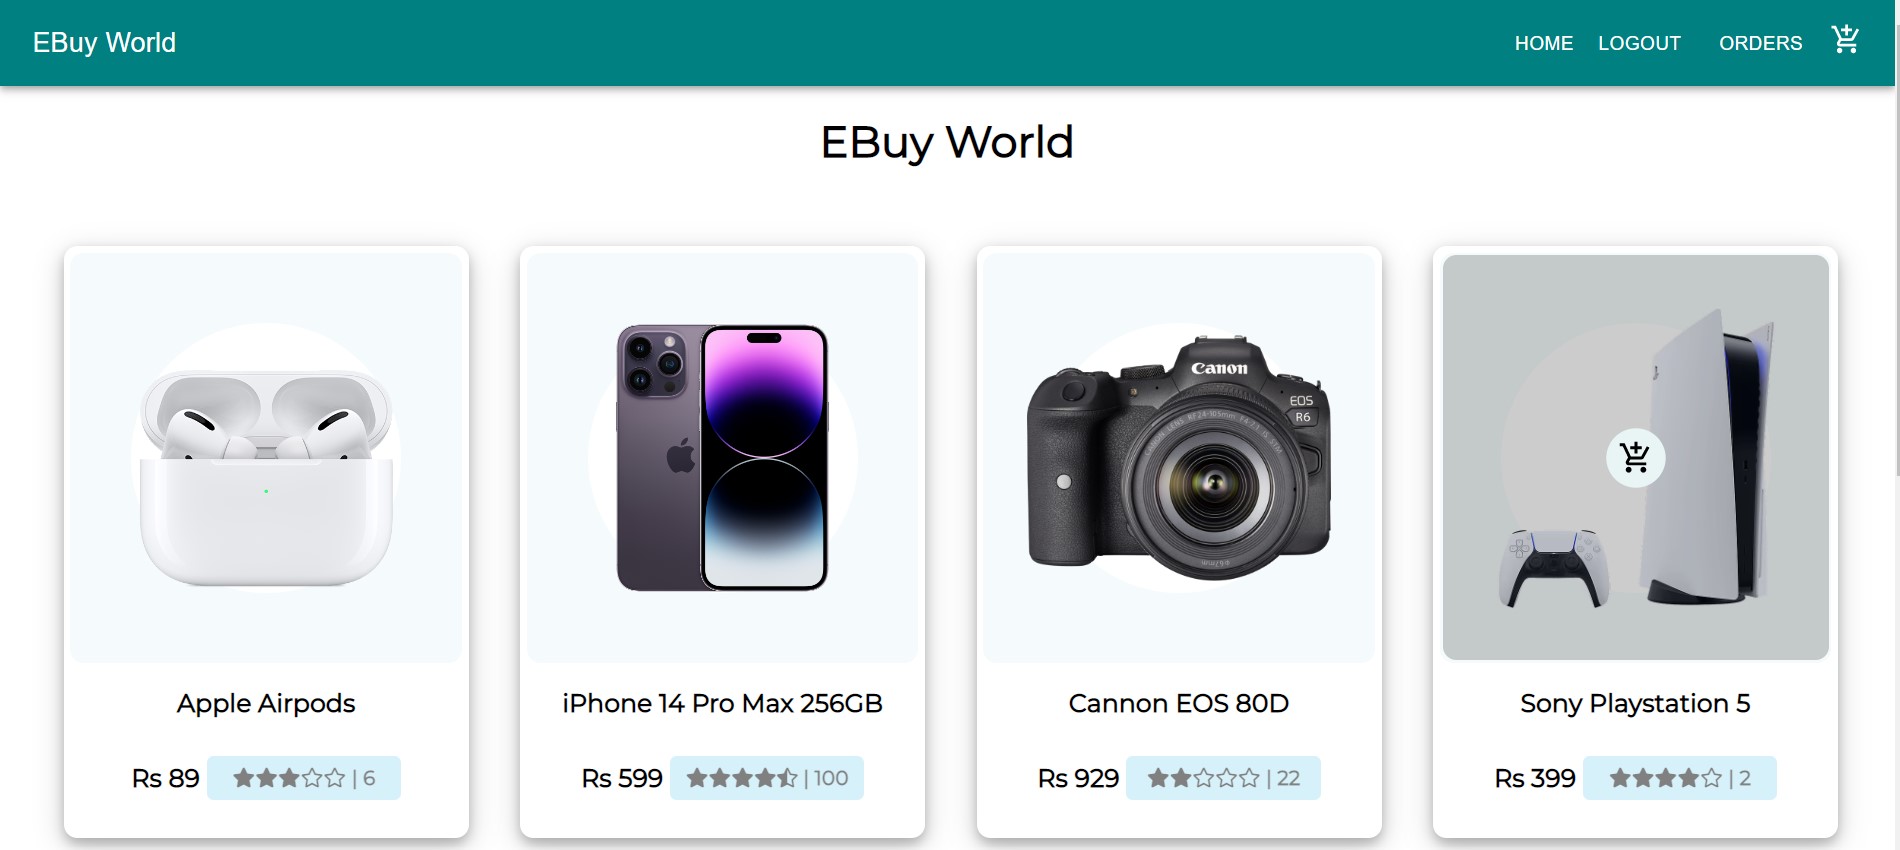 EBuy World
HOME LOGOUT ORDERS
EBuy World
Canon
EOS
R6
Apple Airpods
iPhone 14 Pro Max 256GB
Cannon EOS 80D
Sony Playstation 5
Rs 89 | 6
Rs 599 | 100
Rs 929 | 22
Rs 399 | 2